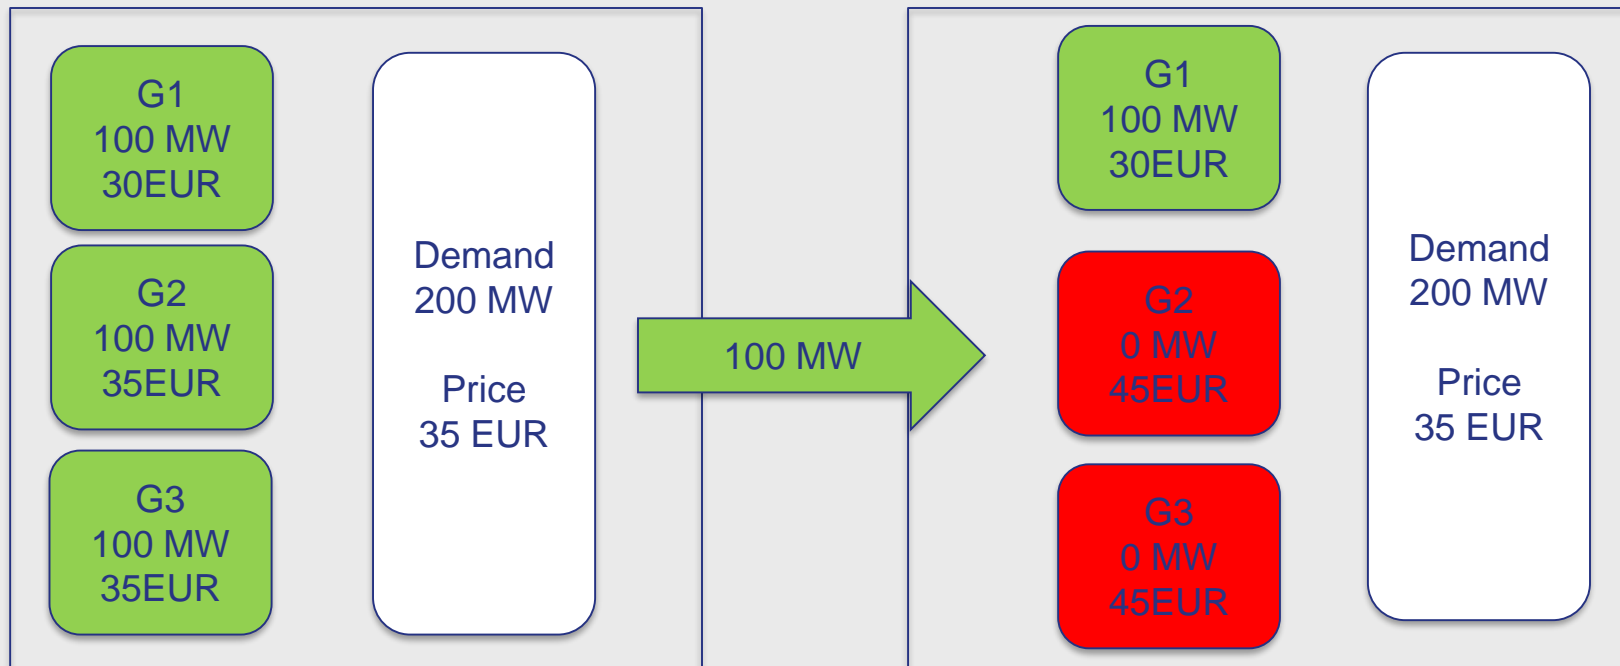 G1
100 MW
30EUR
G2
100 MW
35EUR
G3
100 MW
35EUR
Demand
200 MW
Price
35 EUR
100 MW
G1
100 MW
30EUR
G2
0 MW
45EUR
G3
0 MW
45EUR
Demand
200 MW
Price
35 EUR